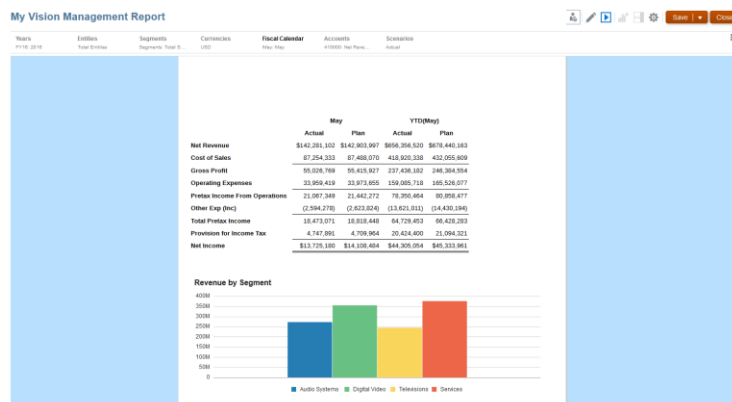 My Vision Management Report
Save
Close
Years Entities Segments Currencies Fiscal Calendar Accounts Scenarios
FY16: 2016 Total Entities Segments: Total S... USD May: May 410000: Net Reve... Actual
May YTD(May)
Actual Plan Actual Plan
Net Revenue $142,281,102 $142,903,997 $656,356,520 $678,440,163
Cost of Sales 87,254,333 87,488,070 418,920,338 432,055,609
Gross Profit 55,026,769 55,415,927 237,436,182 246,384,554
Operating Expenses 33,959,419 33,973,655 159,085,718 165,526,077
Pretax Income From Operations 21,067,349 21,442,272 78,350,464 80,858,477
Other Exp (Inc) (2,594,278) (2,623,824) (13,621,011) (14,430,194)
Total Pretax Income 18,473,071 18,818,448 64,729,453 66,428,283
Provision for Income Tax 4,747,891 4,709,964 20,424,400 21,094,321
Net Income $13,725,180 $14,108,484 $44,305,054 $45,333,961
Revenue by Segment
400M
350M
300M
250M
200M
150M
100M
50M
0
Audio Systems Digital Video Televisions Services